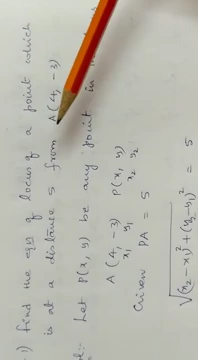 1) Find the eqn of locus of a point which
is at a distance 5 from A(4, -3)
Sol:- Let P(x, y) be any point in
A(4, -3) P(x, y)
x₁ y₁ x₂ y₂
Given PA = 5
√(x₂-x₁)²+(y₂-y₁)² = 5